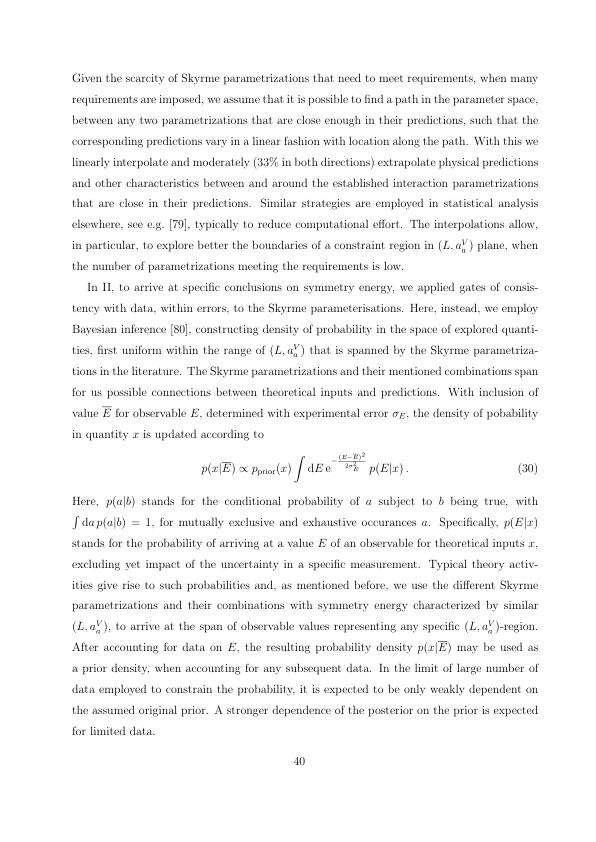 Given the scarcity of Skyrme parametrizations that need to meet requirements, when many
requirements are imposed, we assume that it is possible to find a path in the parameter space,
between any two parametrizations that are close enough in their predictions, such that the
corresponding predictions vary in a linear fashion with location along the path. With this we
linearly interpolate and moderately (33% in both directions) extrapolate physical predictions
and other characteristics between and around the established interaction parametrizations
that are close in their predictions. Similar strategies are employed in statistical analysis
elsewhere, see e.g. [79], typically to reduce computational effort. The interpolations allow,
in particular, to explore better the boundaries of a constraint region in $(L, a_a^V)$ plane, when
the number of parametrizations meeting the requirements is low.
In II, to arrive at specific conclusions on symmetry energy, we applied gates of consis-
tency with data, within errors, to the Skyrme parameterisations. Here, instead, we employ
Bayesian inference [80], constructing density of probability in the space of explored quanti-
ties, first uniform within the range of $(L, a_a^V)$ that is spanned by the Skyrme parametriza-
tions in the literature. The Skyrme parametrizations and their mentioned combinations span
for us possible connections between theoretical inputs and predictions. With inclusion of
value $\overline{E}$ for observable $E$, determined with experimental error $\sigma_E$, the density of pobability
in quantity $x$ is updated according to
$p(x|\overline{E}) \propto p_{\text{prior}}(x) \int \mathrm{d}E \, \mathrm{e}^{-\frac{(E-\overline{E})^2}{2\sigma_E^2}} \, p(E|x) \, .$ (30)
Here, $p(a|b)$ stands for the conditional probability of $a$ subject to $b$ being true, with
$\int \mathrm{d}a \, p(a|b) = 1$, for mutually exclusive and exhaustive occurances $a$. Specifically, $p(E|x)$
stands for the probability of arriving at a value $E$ of an observable for theoretical inputs $x$,
excluding yet impact of the uncertainty in a specific measurement. Typical theory activ-
ities give rise to such probabilities and, as mentioned before, we use the different Skyrme
parametrizations and their combinations with symmetry energy characterized by similar
$(L, a_a^V)$, to arrive at the span of observable values representing any specific $(L, a_a^V)$-region.
After accounting for data on $E$, the resulting probability density $p(x|\overline{E})$ may be used as
a prior density, when accounting for any subsequent data. In the limit of large number of
data employed to constrain the probability, it is expected to be only weakly dependent on
the assumed original prior. A stronger dependence of the posterior on the prior is expected
for limited data.
40